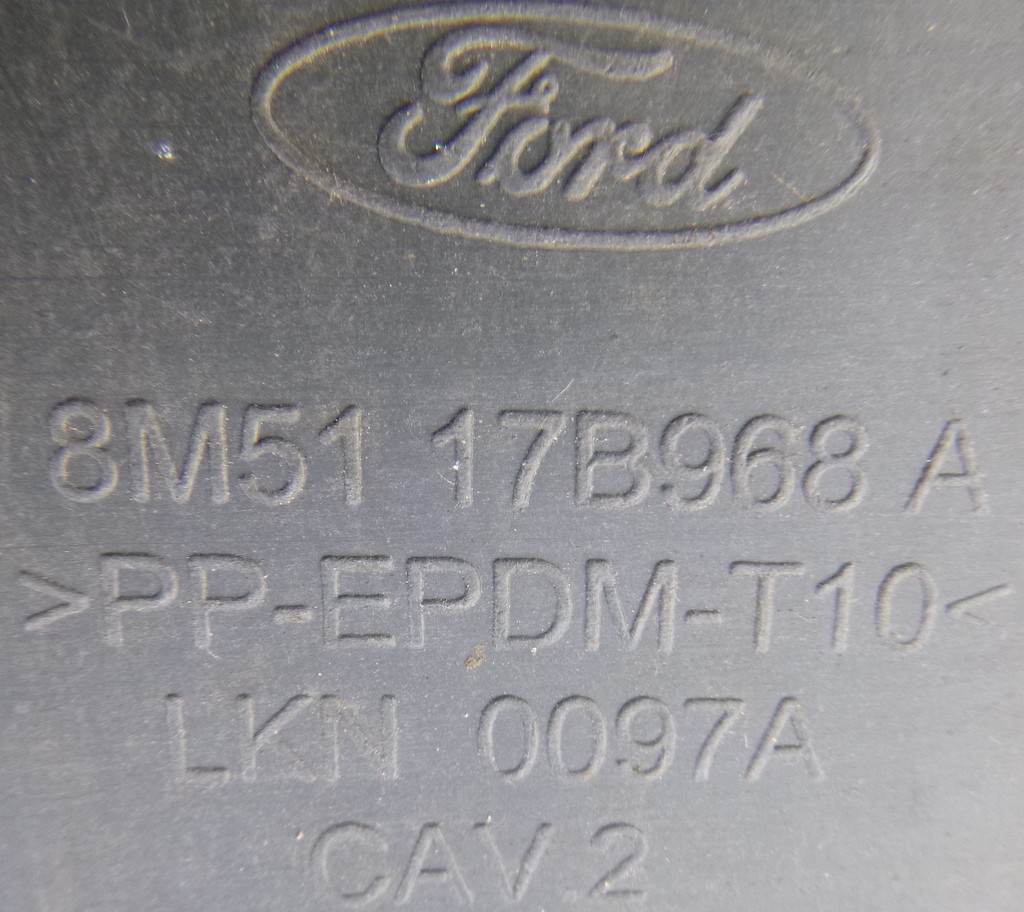 Ford
8M51 17B968 A
>PP-EPDM-T10<
LKN 0097A
CAV.2